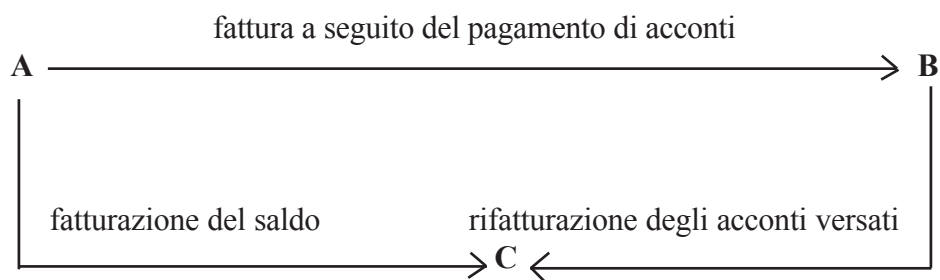 fattura a seguito del pagamento di acconti
A B
fatturazione del saldo rifatturazione degli acconti versati
C